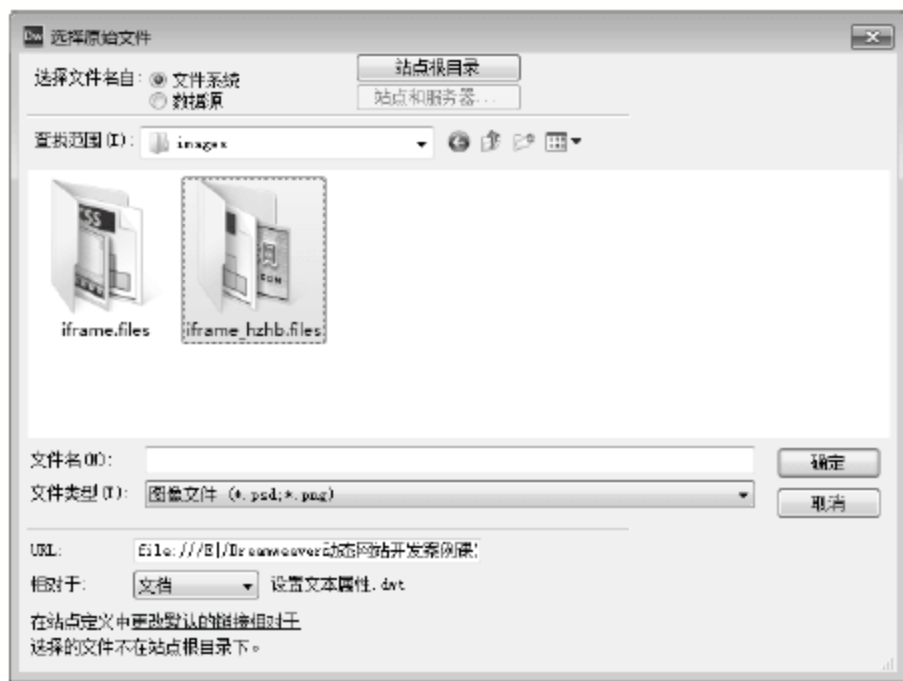 Dw 选择原始文件
选择文件名自: 文件系统
数据源
站点根目录
站点和服务器...
查找范围(I): images
CSS
iframe.files
iframe_hzhb.files
文件名(N):
确定
文件类型(T): 图像文件 (*.psd;*.png)
取消
URL: file:///E|/Dreamweaver动态网站开发案例课
相对于: 文档 设置文本属性.dwt
在站点定义中更改默认的链接相对于
选择的文件不在站点根目录下。